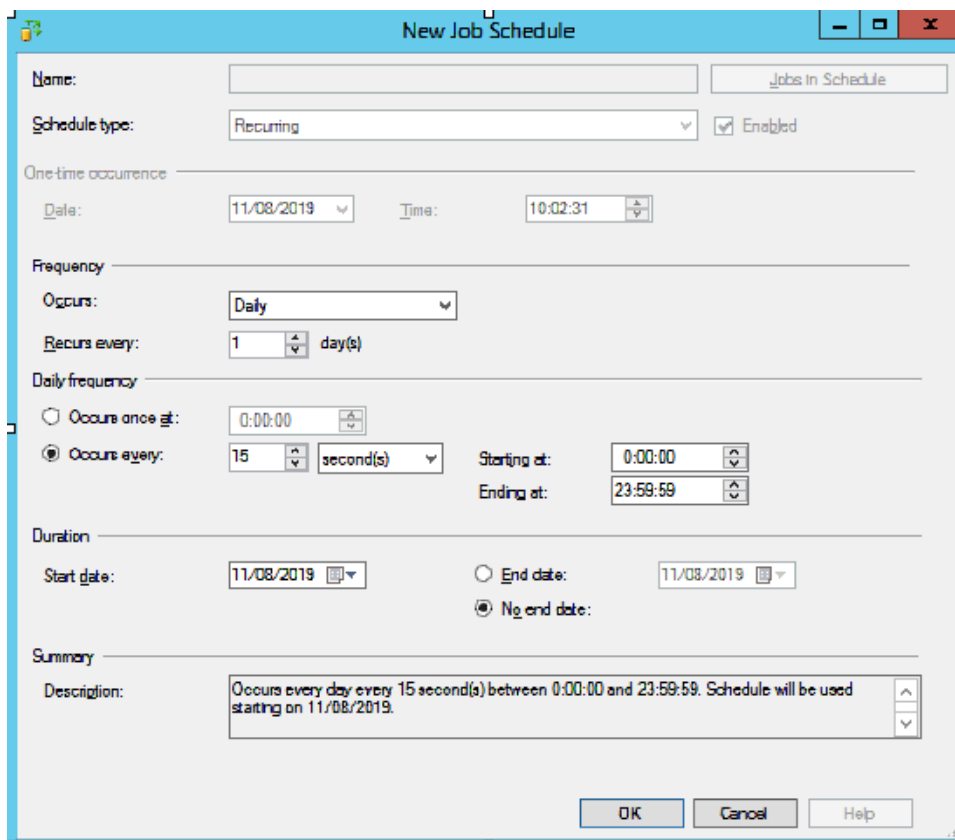 New Job Schedule
Name:
Jobs in Schedule
Schedule type: Recurring Enabled
One-time occurrence
Date: 11/08/2019 Time: 10:02:31
Frequency
Occurs: Daily
Recurs every: 1 day(s)
Daily frequency
Occurs once at: 0:00:00
Occurs every: 15 second(s) Starting at: 0:00:00
Ending at: 23:59:59
Duration
Start date: 11/08/2019 End date: 11/08/2019
No end date:
Summary
Description: Occurs every day every 15 second(s) between 0:00:00 and 23:59:59. Schedule will be used
starting on 11/08/2019.
OK Cancel Help